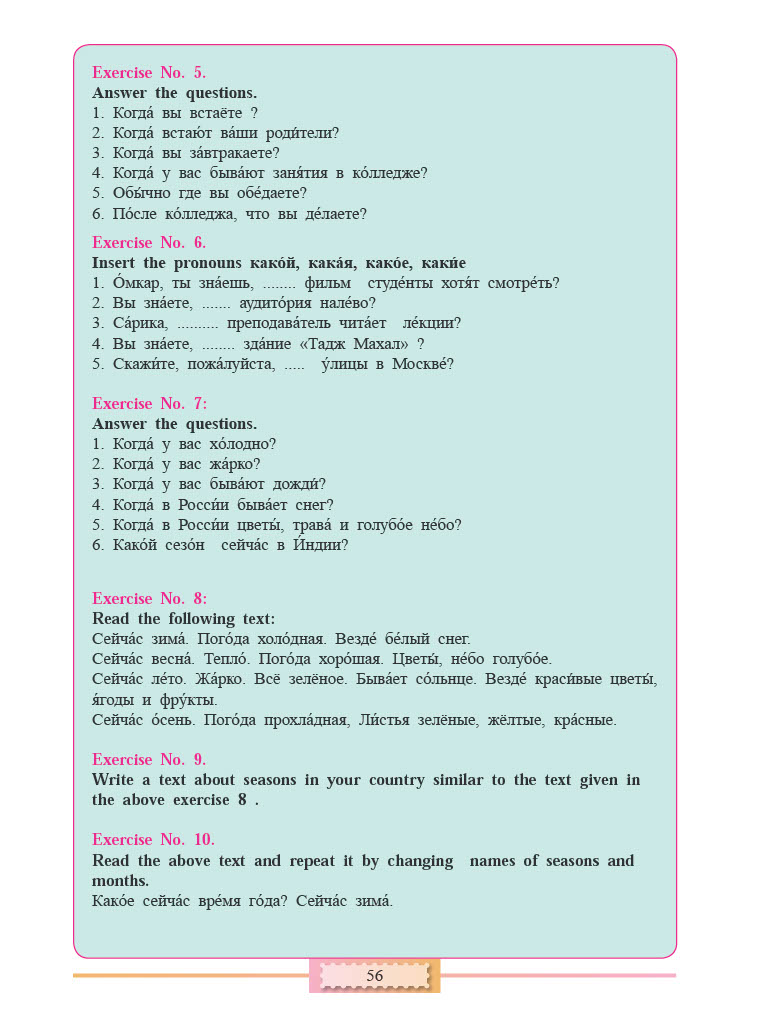 Exercise No. 5.
Answer the questions.
1. Когда́ вы встаёте ?
2. Когда́ встаю́т ва́ши роди́тели?
3. Когда́ вы за́втракаете?
4. Когда́ у вас быва́ют заня́тия в ко́лледже?
5. Обы́чно где вы обе́даете?
6. По́сле ко́лледжа, что вы де́лаете?
Exercise No. 6.
Insert the pronouns како́й, кака́я, како́е, каки́е
1. О́мкар, ты зна́ешь, ........ фильм студе́нты хотя́т смотре́ть?
2. Вы зна́ете, ....... аудито́рия нале́во?
3. Са́рика, .......... преподава́тель чита́ет ле́кции?
4. Вы зна́ете, ........ зда́ние «Тадж Махал» ?
5. Скажи́те, пожа́луйста, ..... у́лицы в Москве́?
Exercise No. 7:
Answer the questions.
1. Когда́ у вас хо́лодно?
2. Когда́ у вас жа́рко?
3. Когда́ у вас быва́ют дожди́?
4. Когда́ в Росси́и быва́ет снег?
5. Когда́ в Росси́и цветы́, трава́ и голубо́е не́бо?
6. Како́й сезо́н сейча́с в И́ндии?
Exercise No. 8:
Read the following text:
Сейча́с зима́. Пого́да холо́дная. Везде́ бе́лый снег.
Сейча́с весна́. Тепло́. Пого́да хоро́шая. Цветы́, не́бо голубо́е.
Сейча́с ле́то. Жа́рко. Всё зелёное. Быва́ет со́льнце. Везде́ краси́вые цветы́,
я́годы и фру́кты.
Сейча́с о́сень. Пого́да прохла́дная, Ли́стья зелёные, жёлтые, кра́сные.
Exercise No. 9.
Write a text about seasons in your country similar to the text given in
the above exercise 8 .
Exercise No. 10.
Read the above text and repeat it by changing names of seasons and
months.
Како́е сейча́с вре́мя го́да? Сейча́с зима́.
56